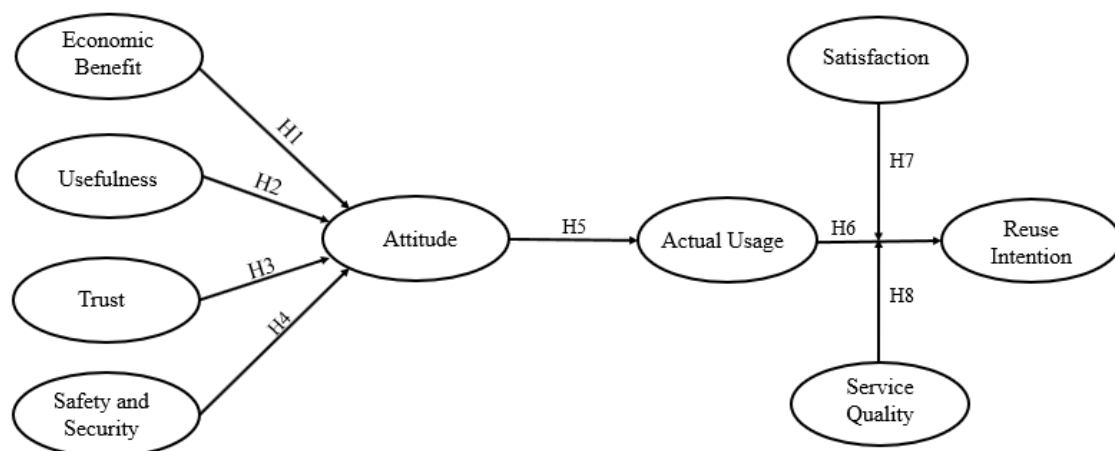 Economic
Benefit
Usefulness
Trust
Safety and
Security
H1
H2
H3
H4
Attitude
H5
Actual Usage
H6
Satisfaction
H7
H8
Service
Quality
Reuse
Intention